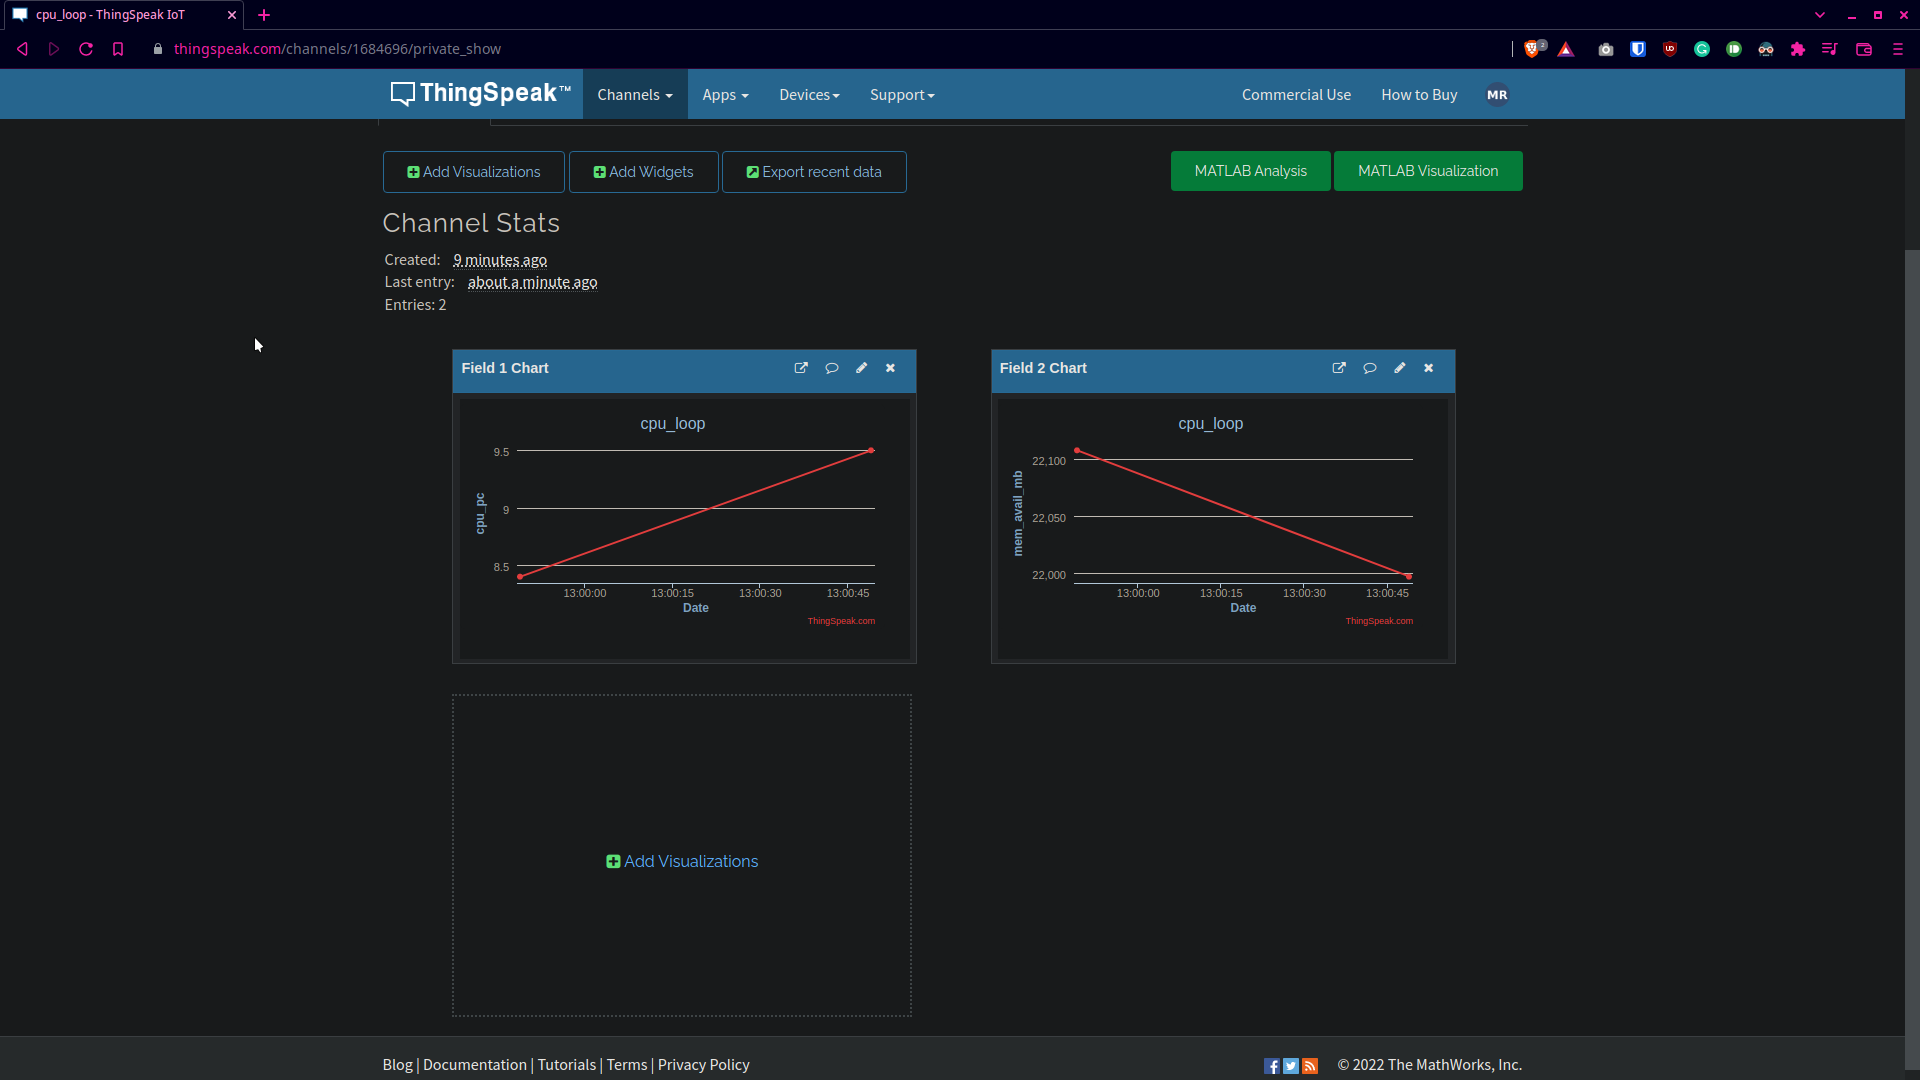 cpu_loop - ThingSpeak IoT
thingspeak.com/channels/1684696/private_show
2
ThingSpeak™
Channels
Apps
Devices
Support
Commercial Use
How to Buy
MR
Add Visualizations
Add Widgets
Export recent data
MATLAB Analysis
MATLAB Visualization
Channel Stats
Created: 9 minutes ago
Last entry: about a minute ago
Entries: 2
Field 1 Chart
cpu_loop
cpu_pc
9.5
9
8.5
13:00:00 13:00:15 13:00:30 13:00:45
Date
ThingSpeak.com
Field 2 Chart
cpu_loop
mem_avail_mb
22,100
22,050
22,000
13:00:00 13:00:15 13:00:30 13:00:45
Date
ThingSpeak.com
Add Visualizations
Blog | Documentation | Tutorials | Terms | Privacy Policy
© 2022 The MathWorks, Inc.